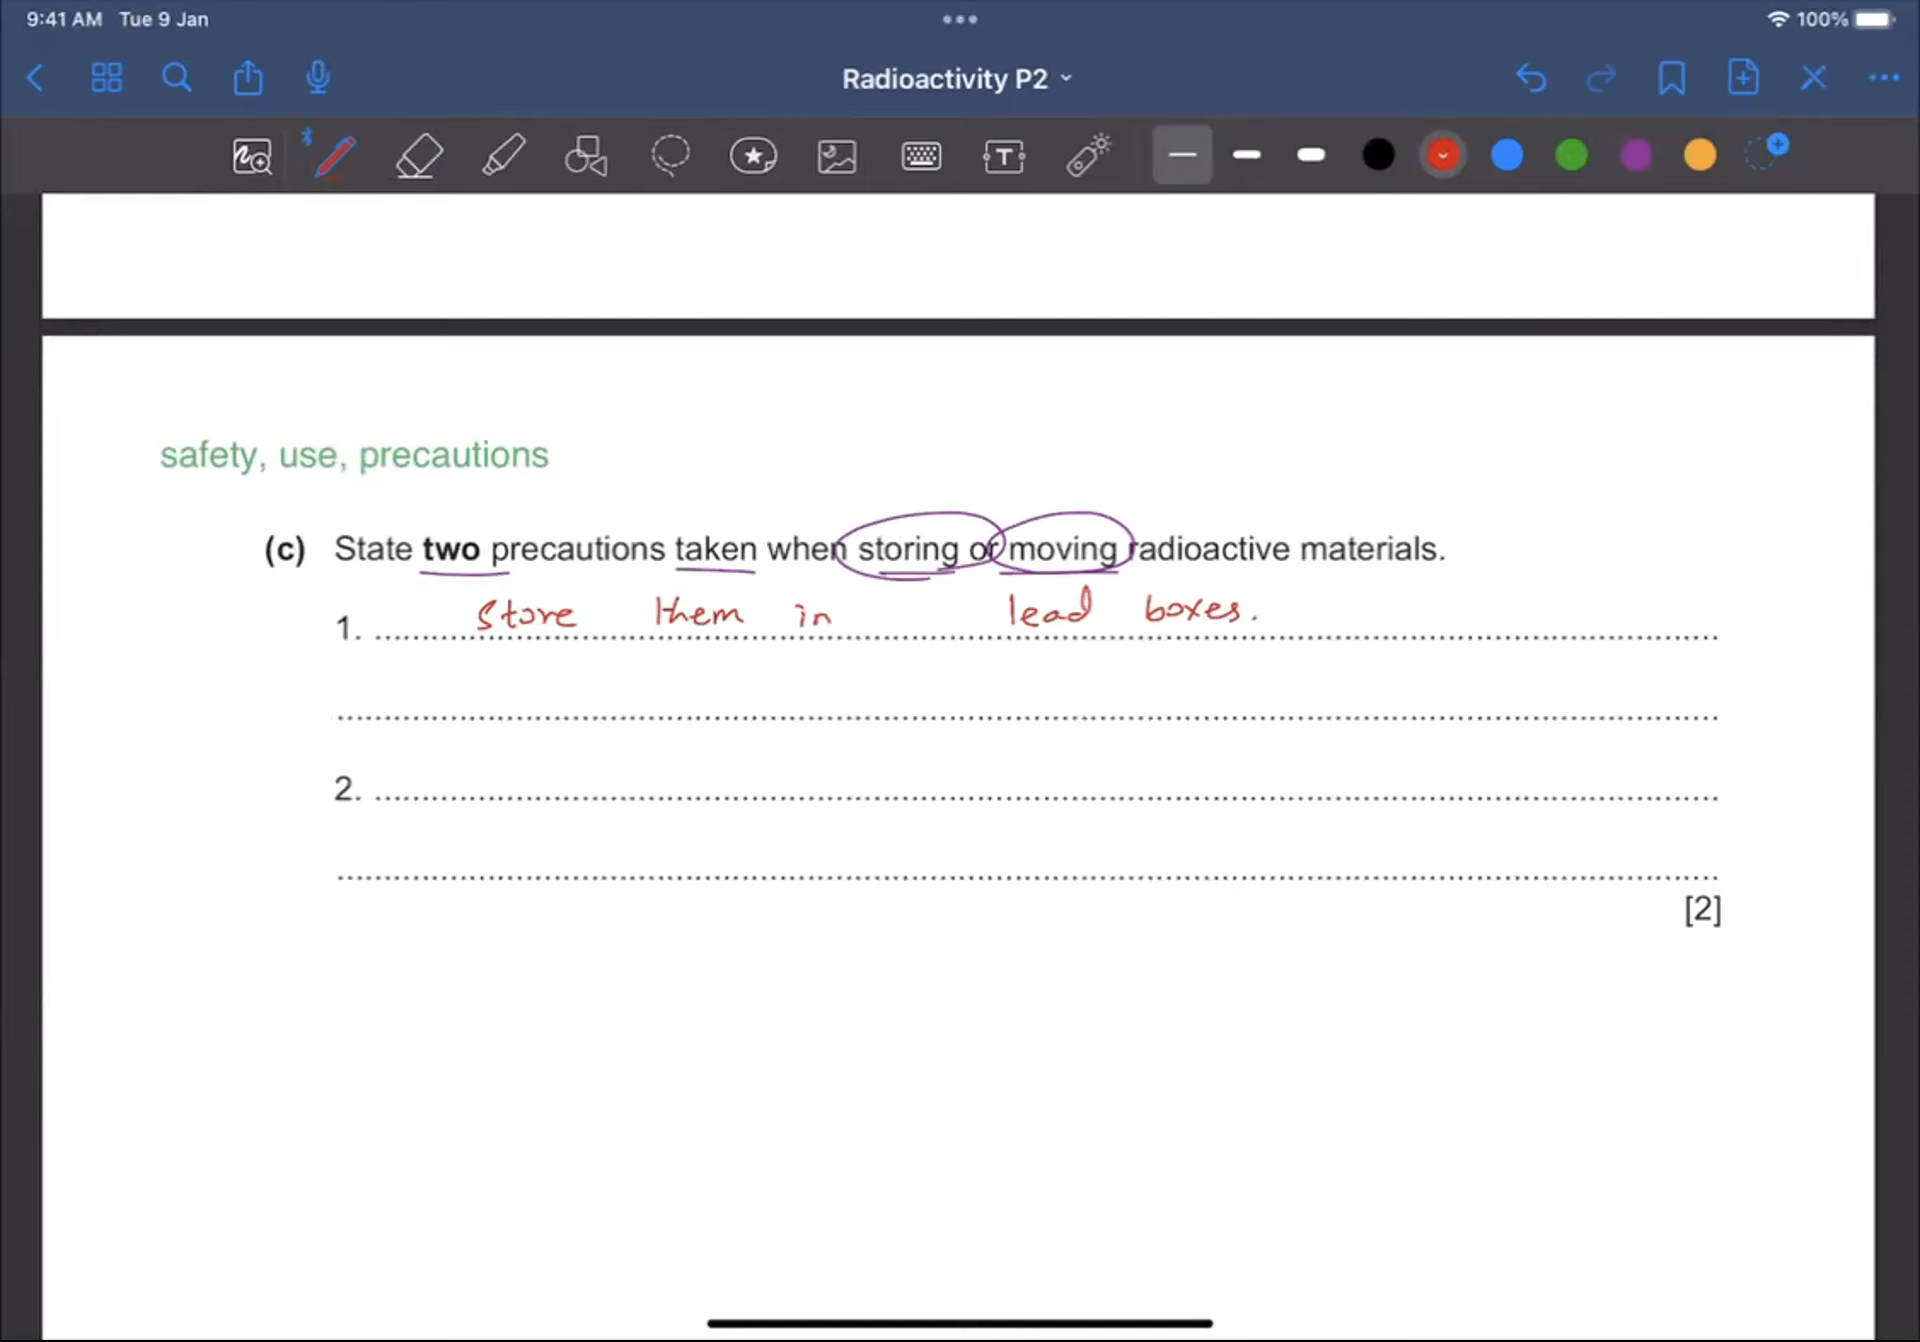 9:41 AM Tue 9 Jan
100%
Radioactivity P2
safety, use, precautions
(c) State two precautions taken when storing or moving radioactive materials.
1. Store them in lead boxes.
2.
[2]